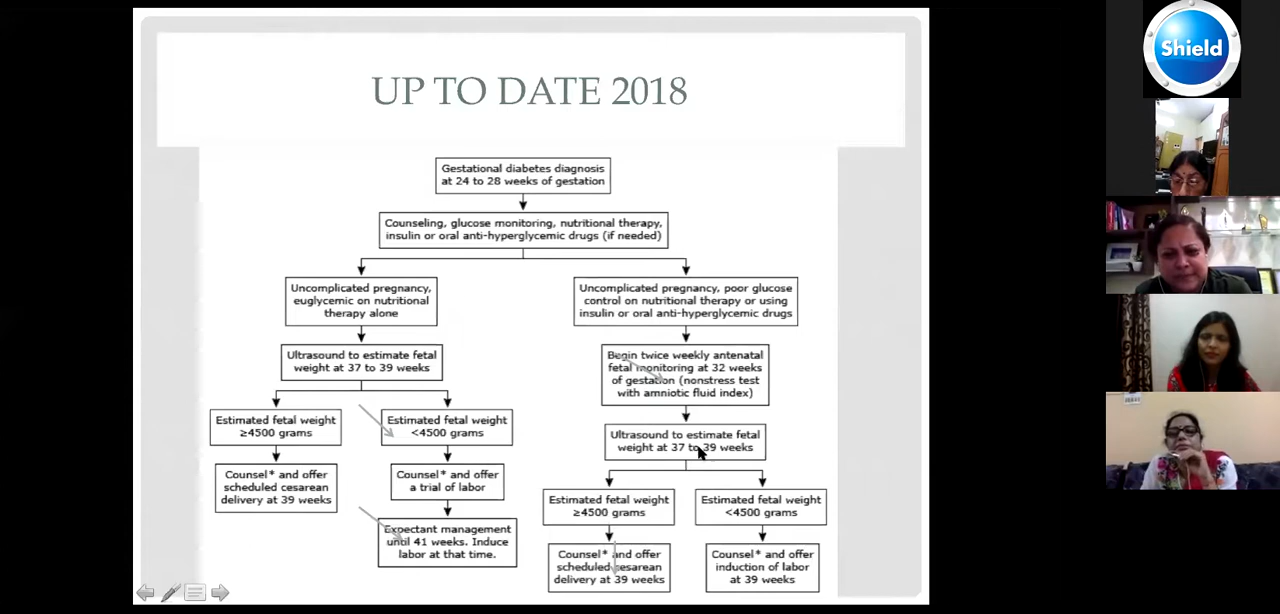 UP TO DATE 2018
Gestational diabetes diagnosis
at 24 to 28 weeks of gestation
Counseling, glucose monitoring, nutritional therapy,
insulin or oral anti-hyperglycemic drugs (if needed)
Uncomplicated pregnancy,
euglycemic on nutritional
therapy alone
Ultrasound to estimate fetal
weight at 37 to 39 weeks
Estimated fetal weight
≥4500 grams
Counsel* and offer
scheduled cesarean
delivery at 39 weeks
Estimated fetal weight
<4500 grams
Counsel* and offer
a trial of labor
Expectant management
until 41 weeks. Induce
labor at that time.
Uncomplicated pregnancy, poor glucose
control on nutritional therapy or using
insulin or oral anti-hyperglycemic drugs
Begin twice weekly antenatal
fetal monitoring at 32 weeks
of gestation (nonstress test
with amniotic fluid index)
Ultrasound to estimate fetal
weight at 37 to 39 weeks
Estimated fetal weight
≥4500 grams
Counsel* and offer
scheduled cesarean
delivery at 39 weeks
Estimated fetal weight
<4500 grams
Counsel* and offer
induction of labor
at 39 weeks
Shield